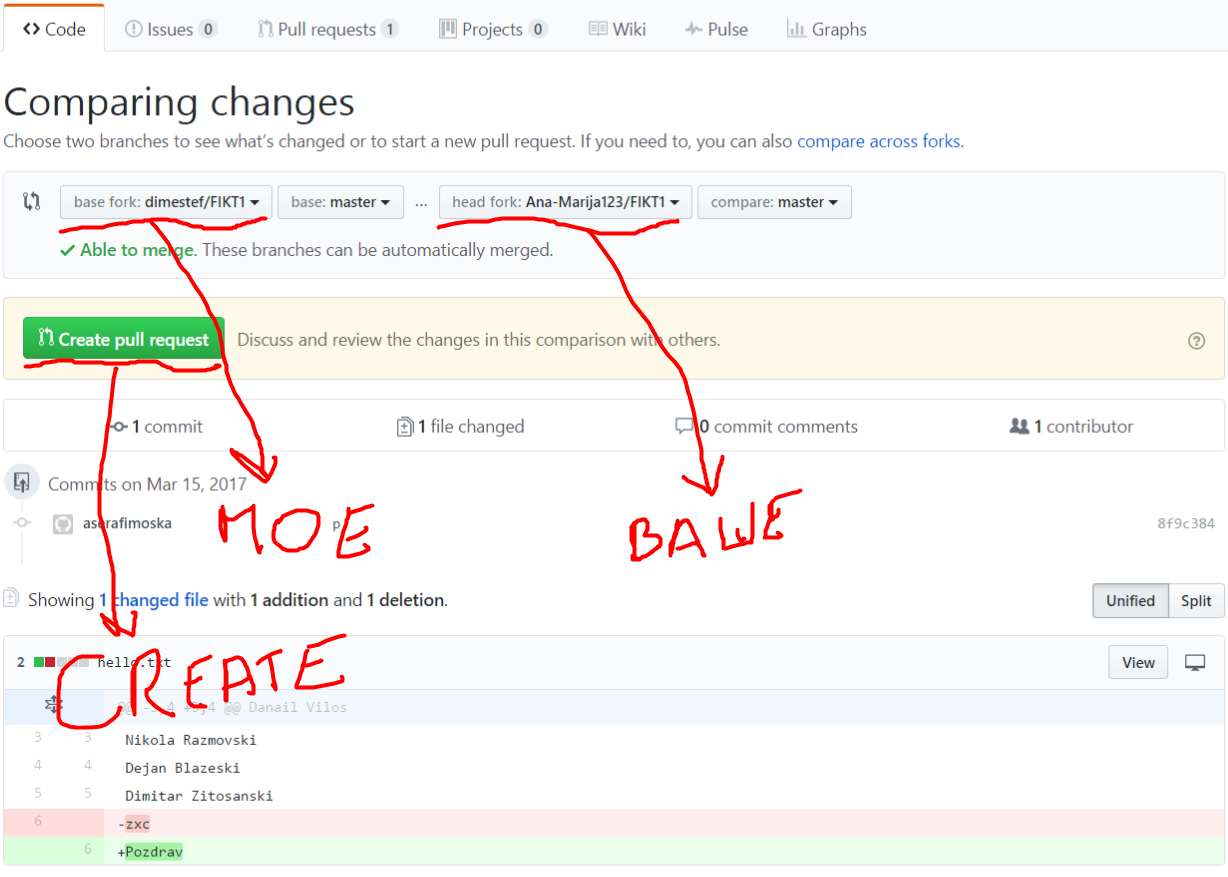 Code Issues 0 Pull requests 1 Projects 0 Wiki Pulse Graphs
Comparing changes
Choose two branches to see what's changed or to start a new pull request. If you need to, you can also compare across forks.
base fork: dimestef/FIKT1 base: master ... head fork: Ana-Marija123/FIKT1 compare: master
Able to merge. These branches can be automatically merged.
Create pull request Discuss and review the changes in this comparison with others.
1 commit 1 file changed 0 commit comments 1 contributor
Commits on Mar 15, 2017
aserafimoska p 8f9c384
МОЕ ВАШЕ
Showing 1 changed file with 1 addition and 1 deletion. Unified Split
CREATE
2 hello.txt View
@@ -3,4 +3,4 @@ Danail Vilos
3 3 Nikola Razmovski
4 4 Dejan Blazeski
5 5 Dimitar Zitosanski
6 -zxc
6 +Pozdrav